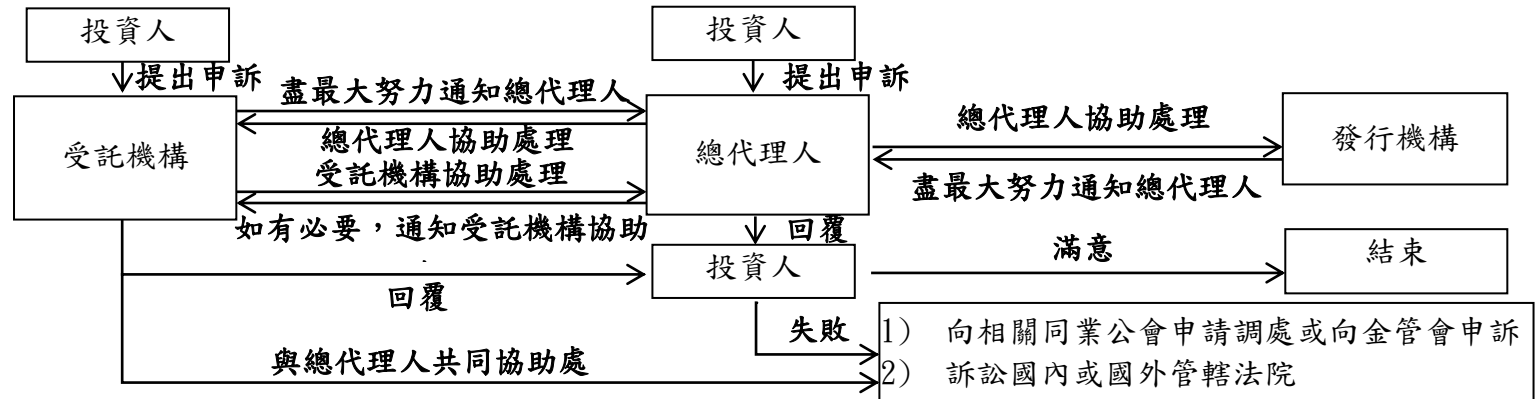 投資人
投資人
提出申訴
提出申訴
盡最大努力通知總代理人
總代理人協助處理
受託機構
總代理人
發行機構
總代理人協助處理
受託機構協助處理
盡最大努力通知總代理人
如有必要，通知受託機構協助
回覆
滿意
投資人
結束
回覆
失敗
1) 向相關同業公會申請調處或向金管會申訴
與總代理人共同協助處
2) 訴訟國內或國外管轄法院